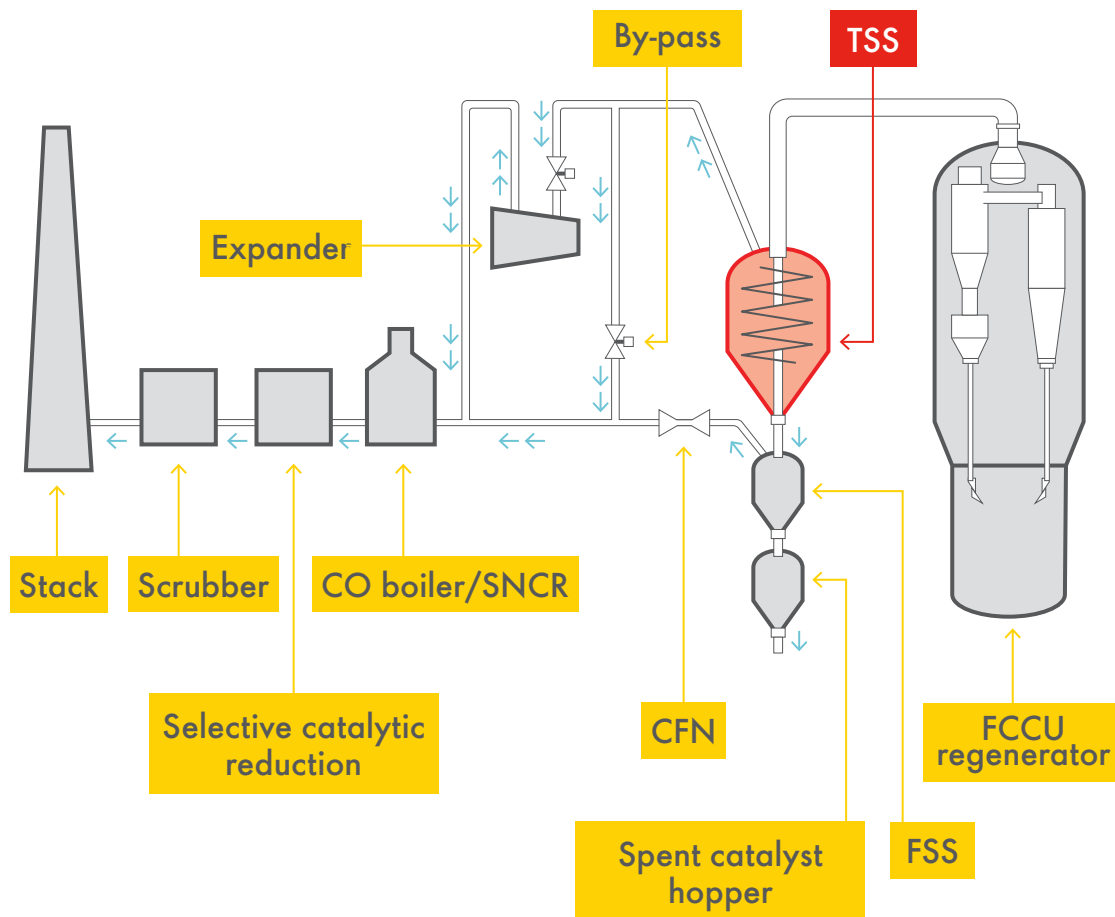 By-pass
TSS
Expander
Stack
Scrubber
CO boiler/SNCR
Selective catalytic
reduction
CFN
FCCU
regenerator
Spent catalyst
hopper
FSS